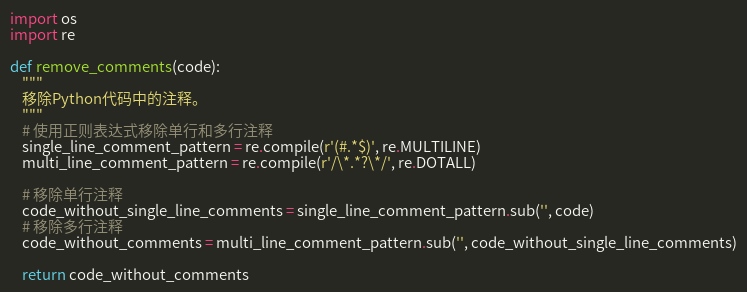 import os
import re
def remove_comments(code):
"""
移除Python代码中的注释。
"""
# 使用正则表达式移除单行和多行注释
single_line_comment_pattern = re.compile(r'(#.*$)', re.MULTILINE)
multi_line_comment_pattern = re.compile(r'/\*.*?\*/', re.DOTALL)
# 移除单行注释
code_without_single_line_comments = single_line_comment_pattern.sub('', code)
# 移除多行注释
code_without_comments = multi_line_comment_pattern.sub('', code_without_single_line_comments)
return code_without_comments